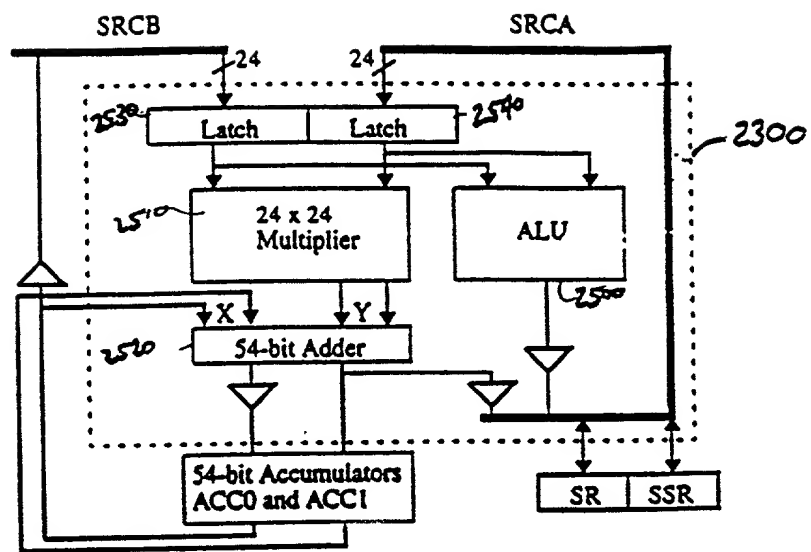 SRCB
SRCA
24
24
2530
Latch
Latch
2540
2300
2510
24 x 24
Multiplier
ALU
2500
X
Y
2520
54-bit Adder
54-bit Accumulators
ACC0 and ACC1
SR
SSR